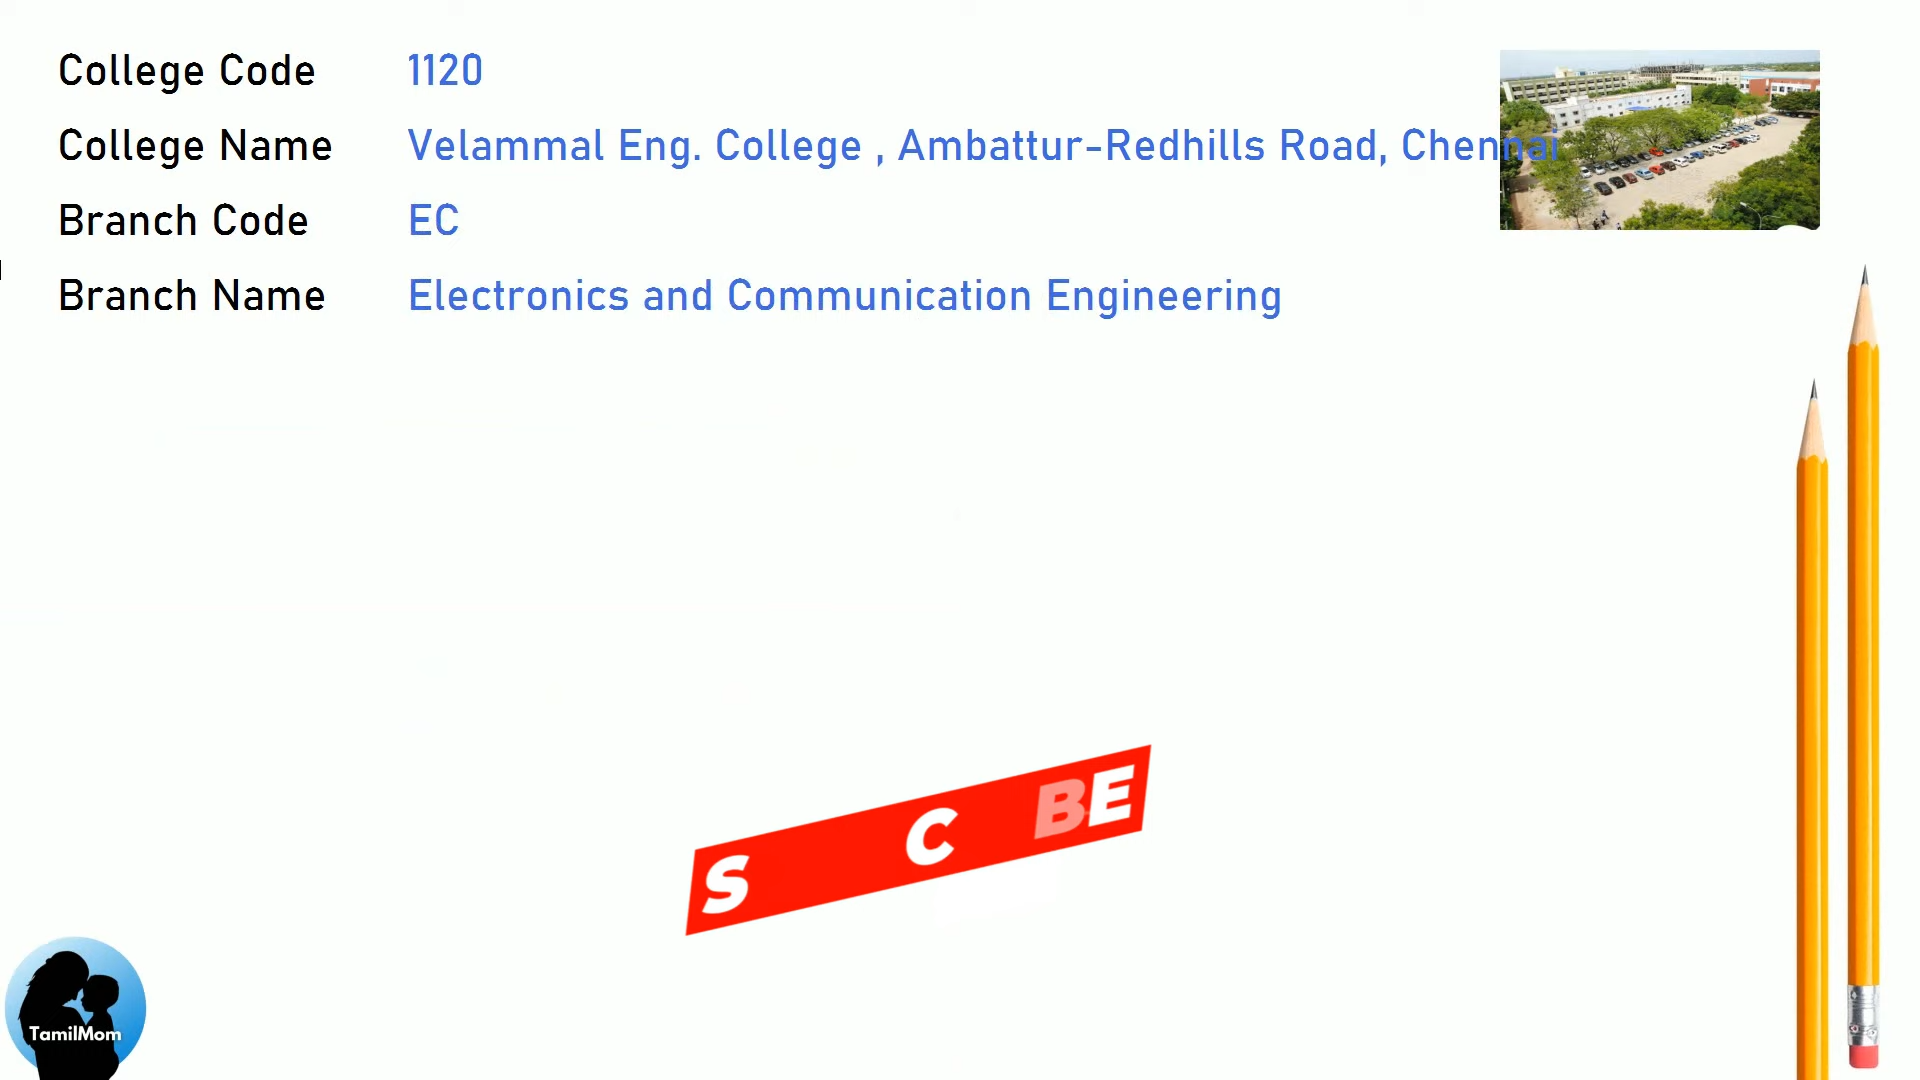 College Code 1120
College Name Velammal Eng. College , Ambattur-Redhills Road, Chennai
Branch Code EC
Branch Name Electronics and Communication Engineering
S C BE
TamilMom